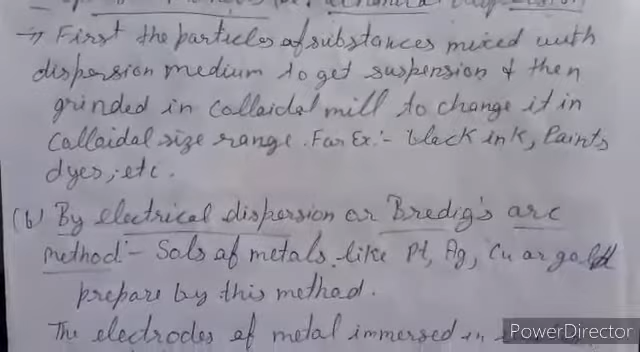 → First the particles of substances mixed with
dispersion medium to get suspension & then
grinded in Colloidal mill to change it in
Colloidal size range. For Ex:- black ink, Paints
dyes, etc.
(b) By electrical dispersion or Bredig's arc
method:- Sols of metals like Pt, Ag, Cu or gold
prepare by this method.
The electrodes of metal immersed in
PowerDirector